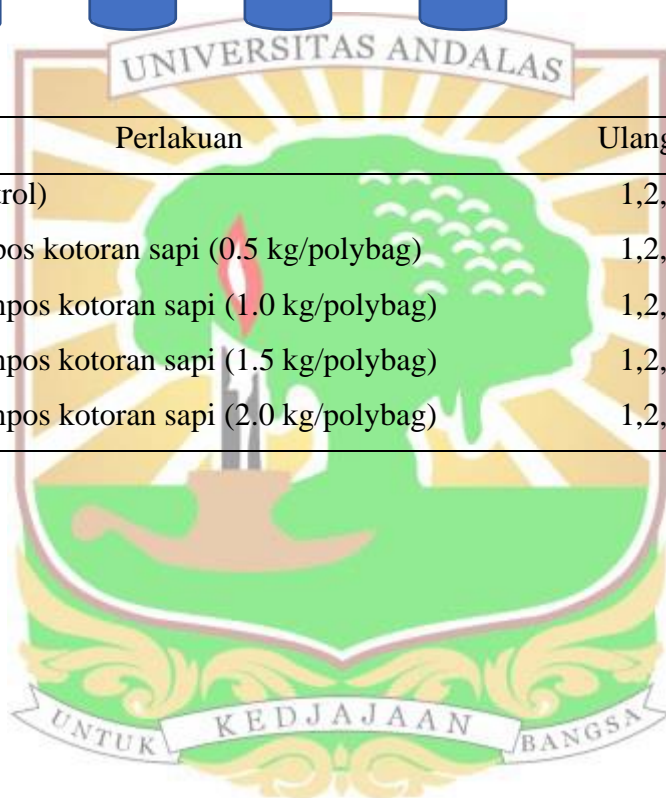 UNIVERSITAS ANDALAS
Perlakuan Ulang
trol)
1,2,
pos kotoran sapi (0.5 kg/polybag) 1,2,
npos kotoran sapi (1.0 kg/polybag) 1,2,
npos kotoran sapi (1.5 kg/polybag) 1,2,
npos kotoran sapi (2.0 kg/polybag) 1,2,
UNTUK KEDJAJAAN BANGSA